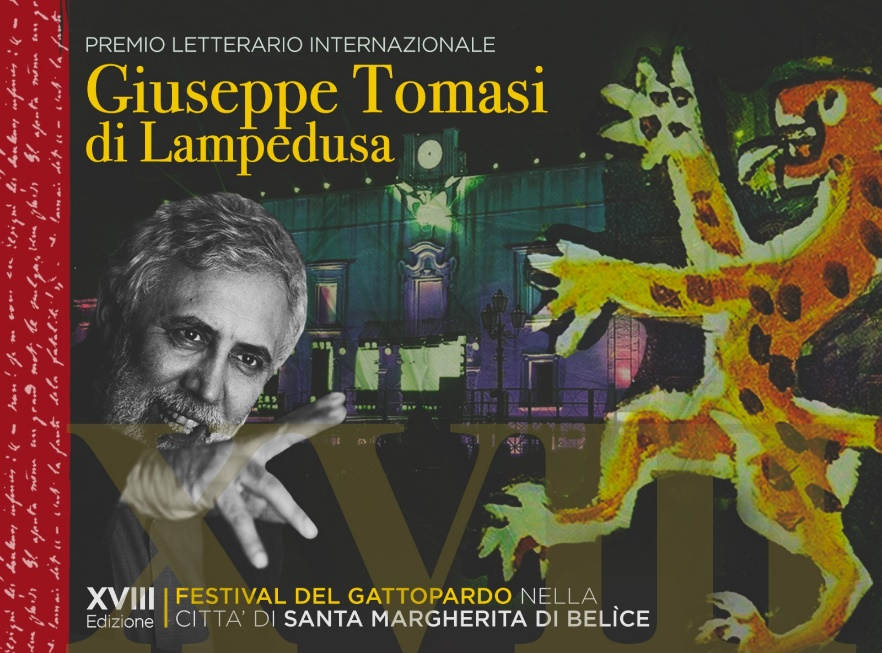 PREMIO LETTERARIO INTERNAZIONALE
Giuseppe Tomasi
di Lampedusa
XVIII
XVIII
Edizione
FESTIVAL DEL GATTOPARDO NELLA
CITTA' DI SANTA MARGHERITA DI BELÌCE